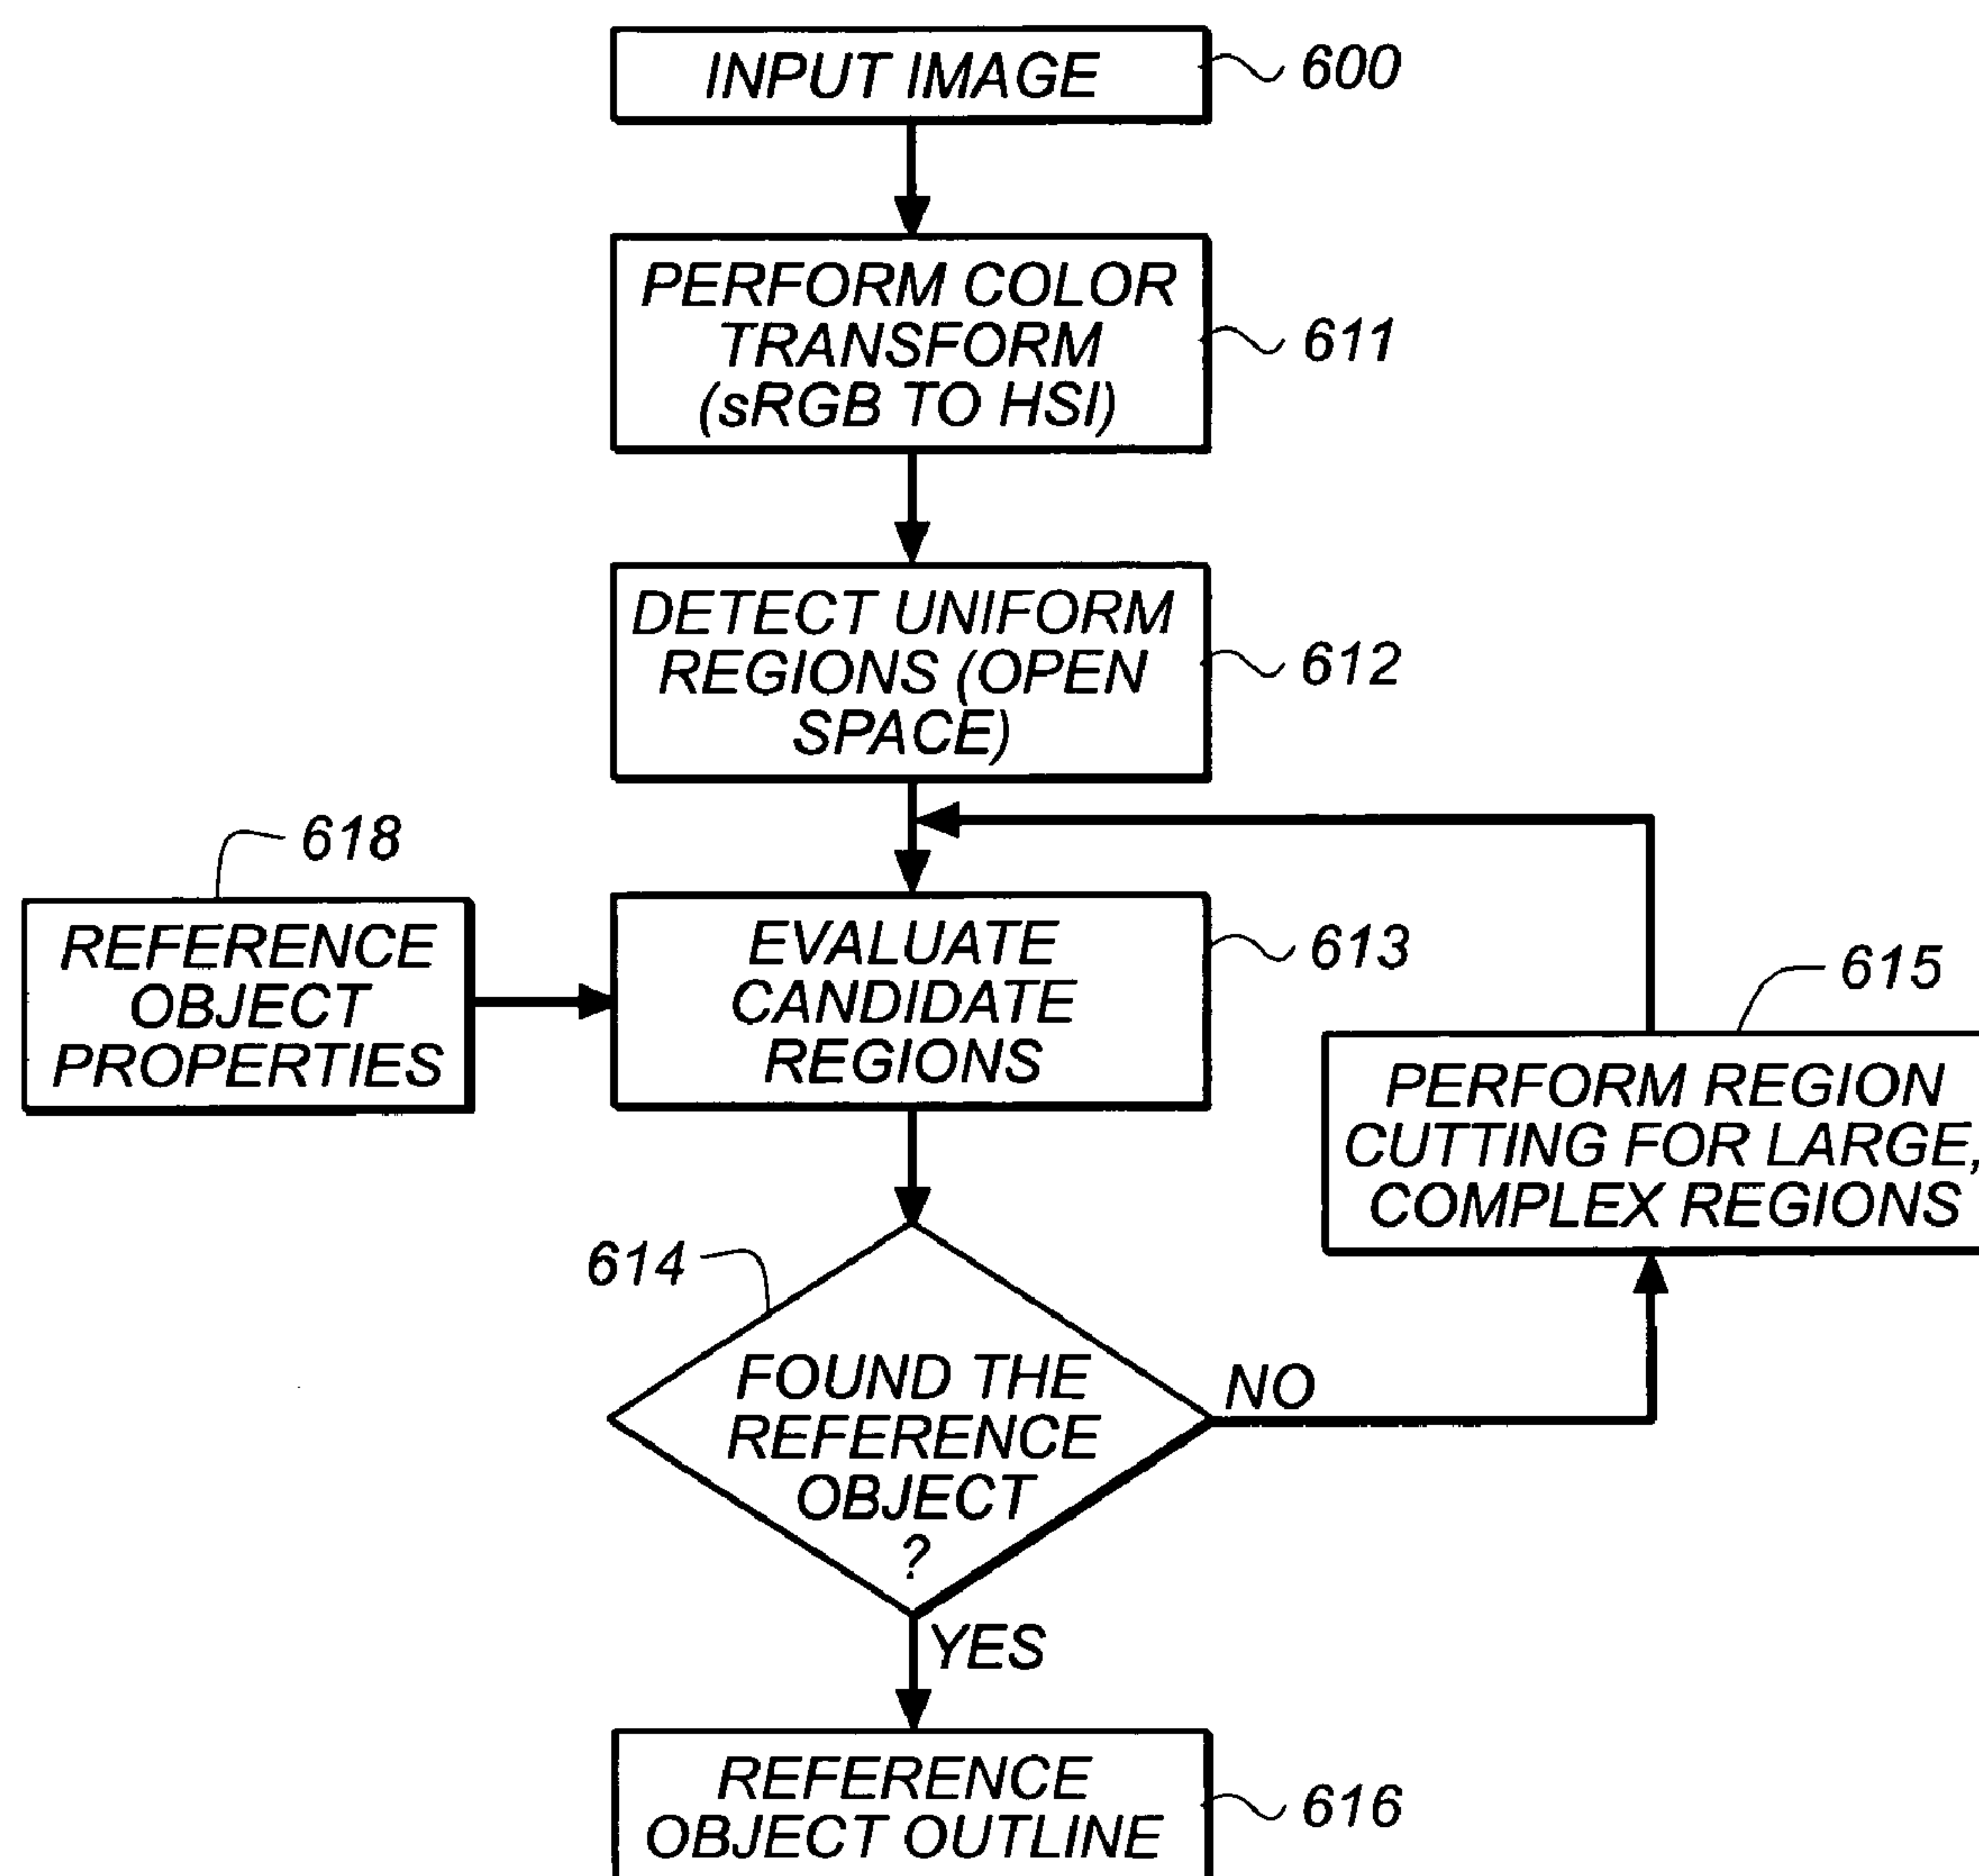 INPUT IMAGE
600
PERFORM COLOR
TRANSFORM
(sRGB TO HSI)
611
DETECT UNIFORM
REGIONS (OPEN
SPACE)
612
618
REFERENCE
OBJECT
PROPERTIES
EVALUATE
CANDIDATE
REGIONS
613
615
PERFORM REGION
CUTTING FOR LARGE,
COMPLEX REGIONS
614
FOUND THE
REFERENCE
OBJECT
?
NO
YES
REFERENCE
OBJECT OUTLINE
616